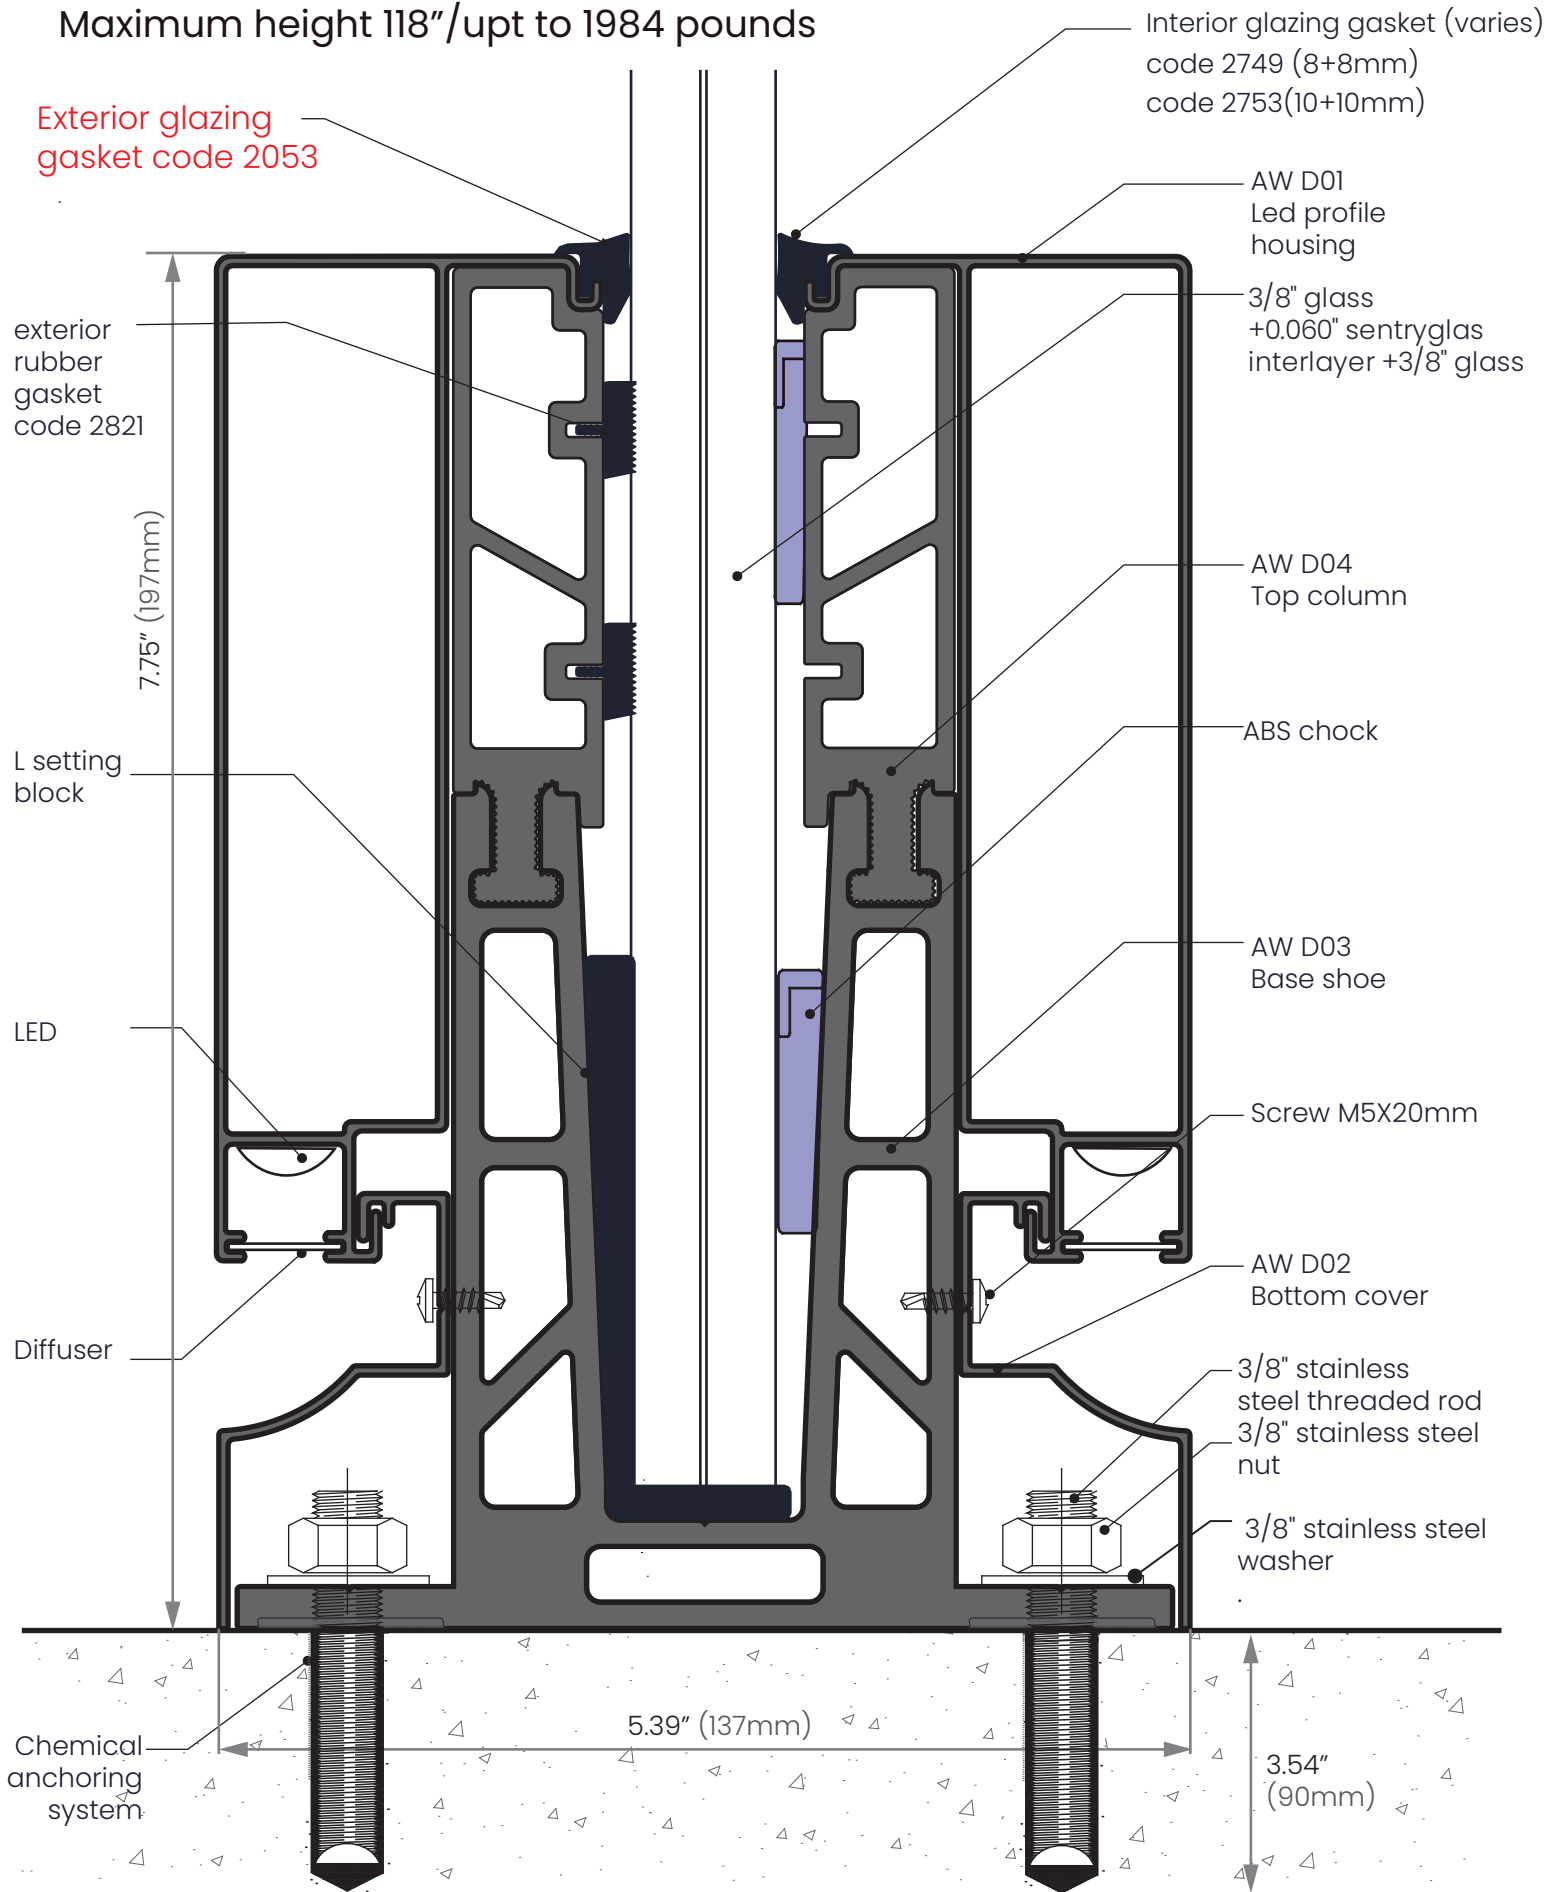 Maximum height 118”/upt to 1984 pounds
Interior glazing gasket (varies)
code 2749 (8+8mm)
code 2753(10+10mm)
Exterior glazing
gasket code 2053
AW D01
Led profile
housing
3/8" glass
+0.060" sentryglas
interlayer +3/8" glass
exterior
rubber
gasket
code 2821
7.75” (197mm)
AW D04
Top column
ABS chock
L setting
block
AW D03
Base shoe
LED
Screw M5X20mm
AW D02
Bottom cover
Diffuser
3/8" stainless
steel threaded rod
3/8" stainless steel
nut
3/8" stainless steel
washer
5.39” (137mm)
Chemical
anchoring
system
3.54”
(90mm)